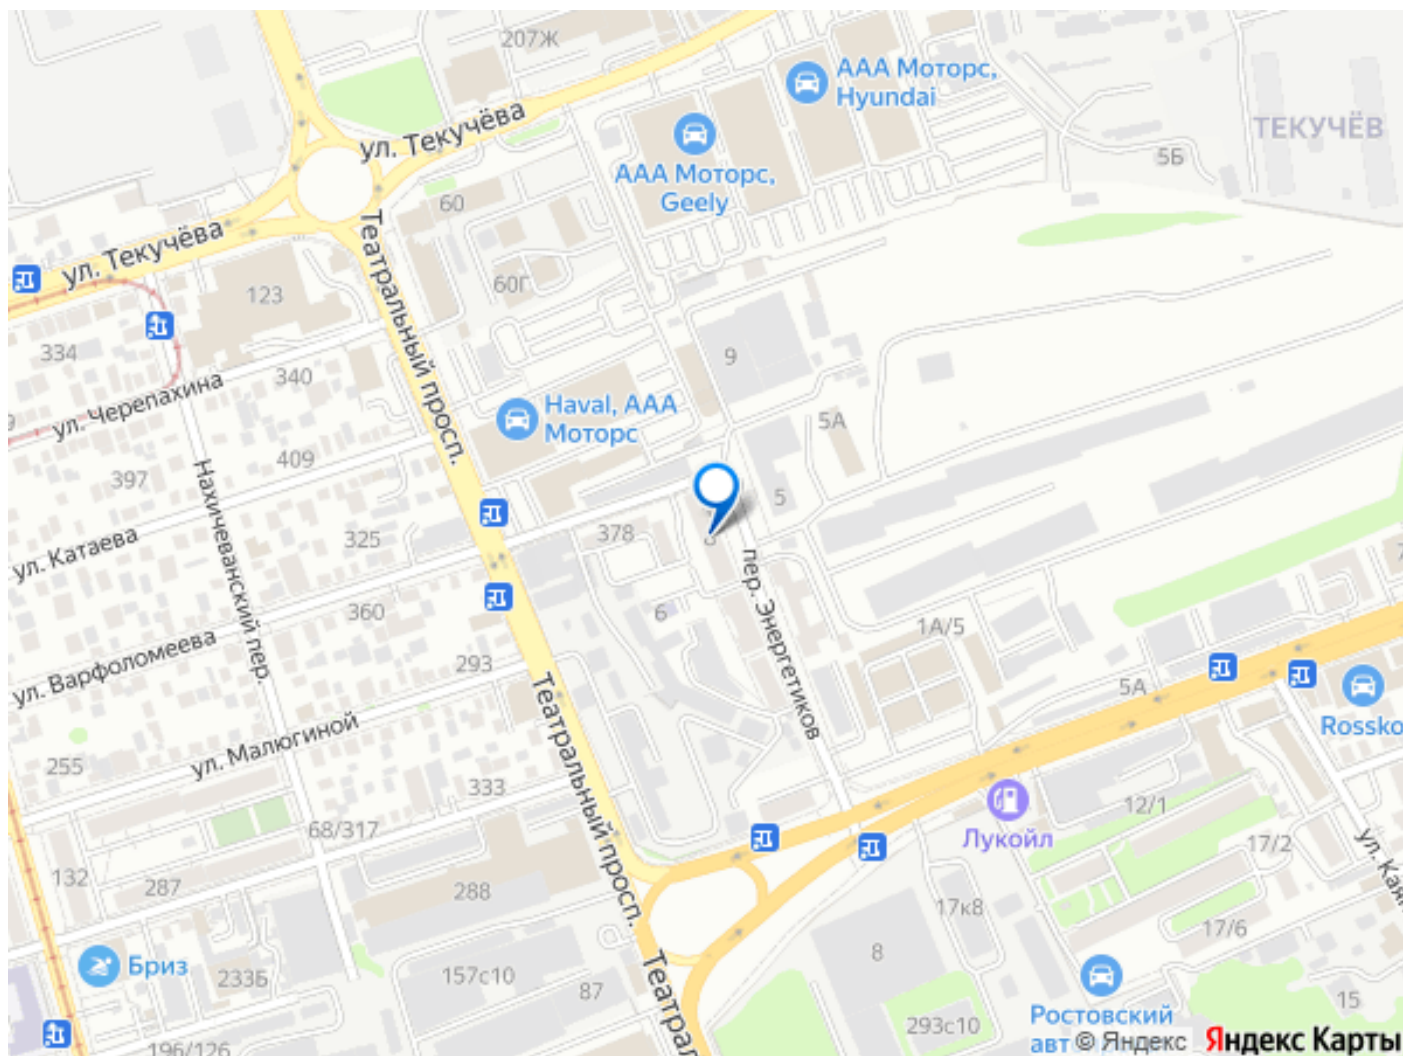 207Ж
ААА Моторс,
Hyundai
ул. Текучёва
ТЕКУЧЁВ
5Б
ААА Моторс,
Geely
60
ул. Текучёва
Театральный просп.
60Г
123
334
9
340
ул. Черепахина
Haval, ААА
Моторс
5А
409
397
Нахичеванский пер.
5
325
378
ул. Катаева
пер. Энергетиков
360
6
1А/5
ул. Варфоломеева
293
5А
Театральный просп.
Rossko
ул. Малюгиной
255
333
12/1
Лукойл
68/317
17/2
132
287
288
17к8
17/6
Бриз
233Б
157с10
87
8
15
293с10
Ростовский
авт
196/126
© Яндекс
Яндекс Карты